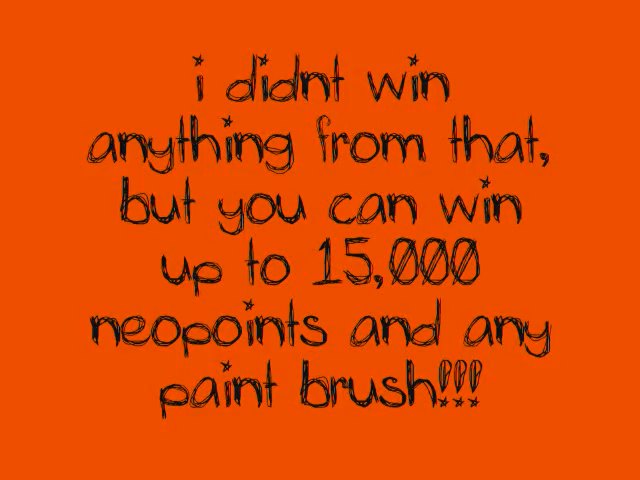 i didnt win
anything from that,
but you can win
up to 15,000
neopoints and any
paint brush!!!